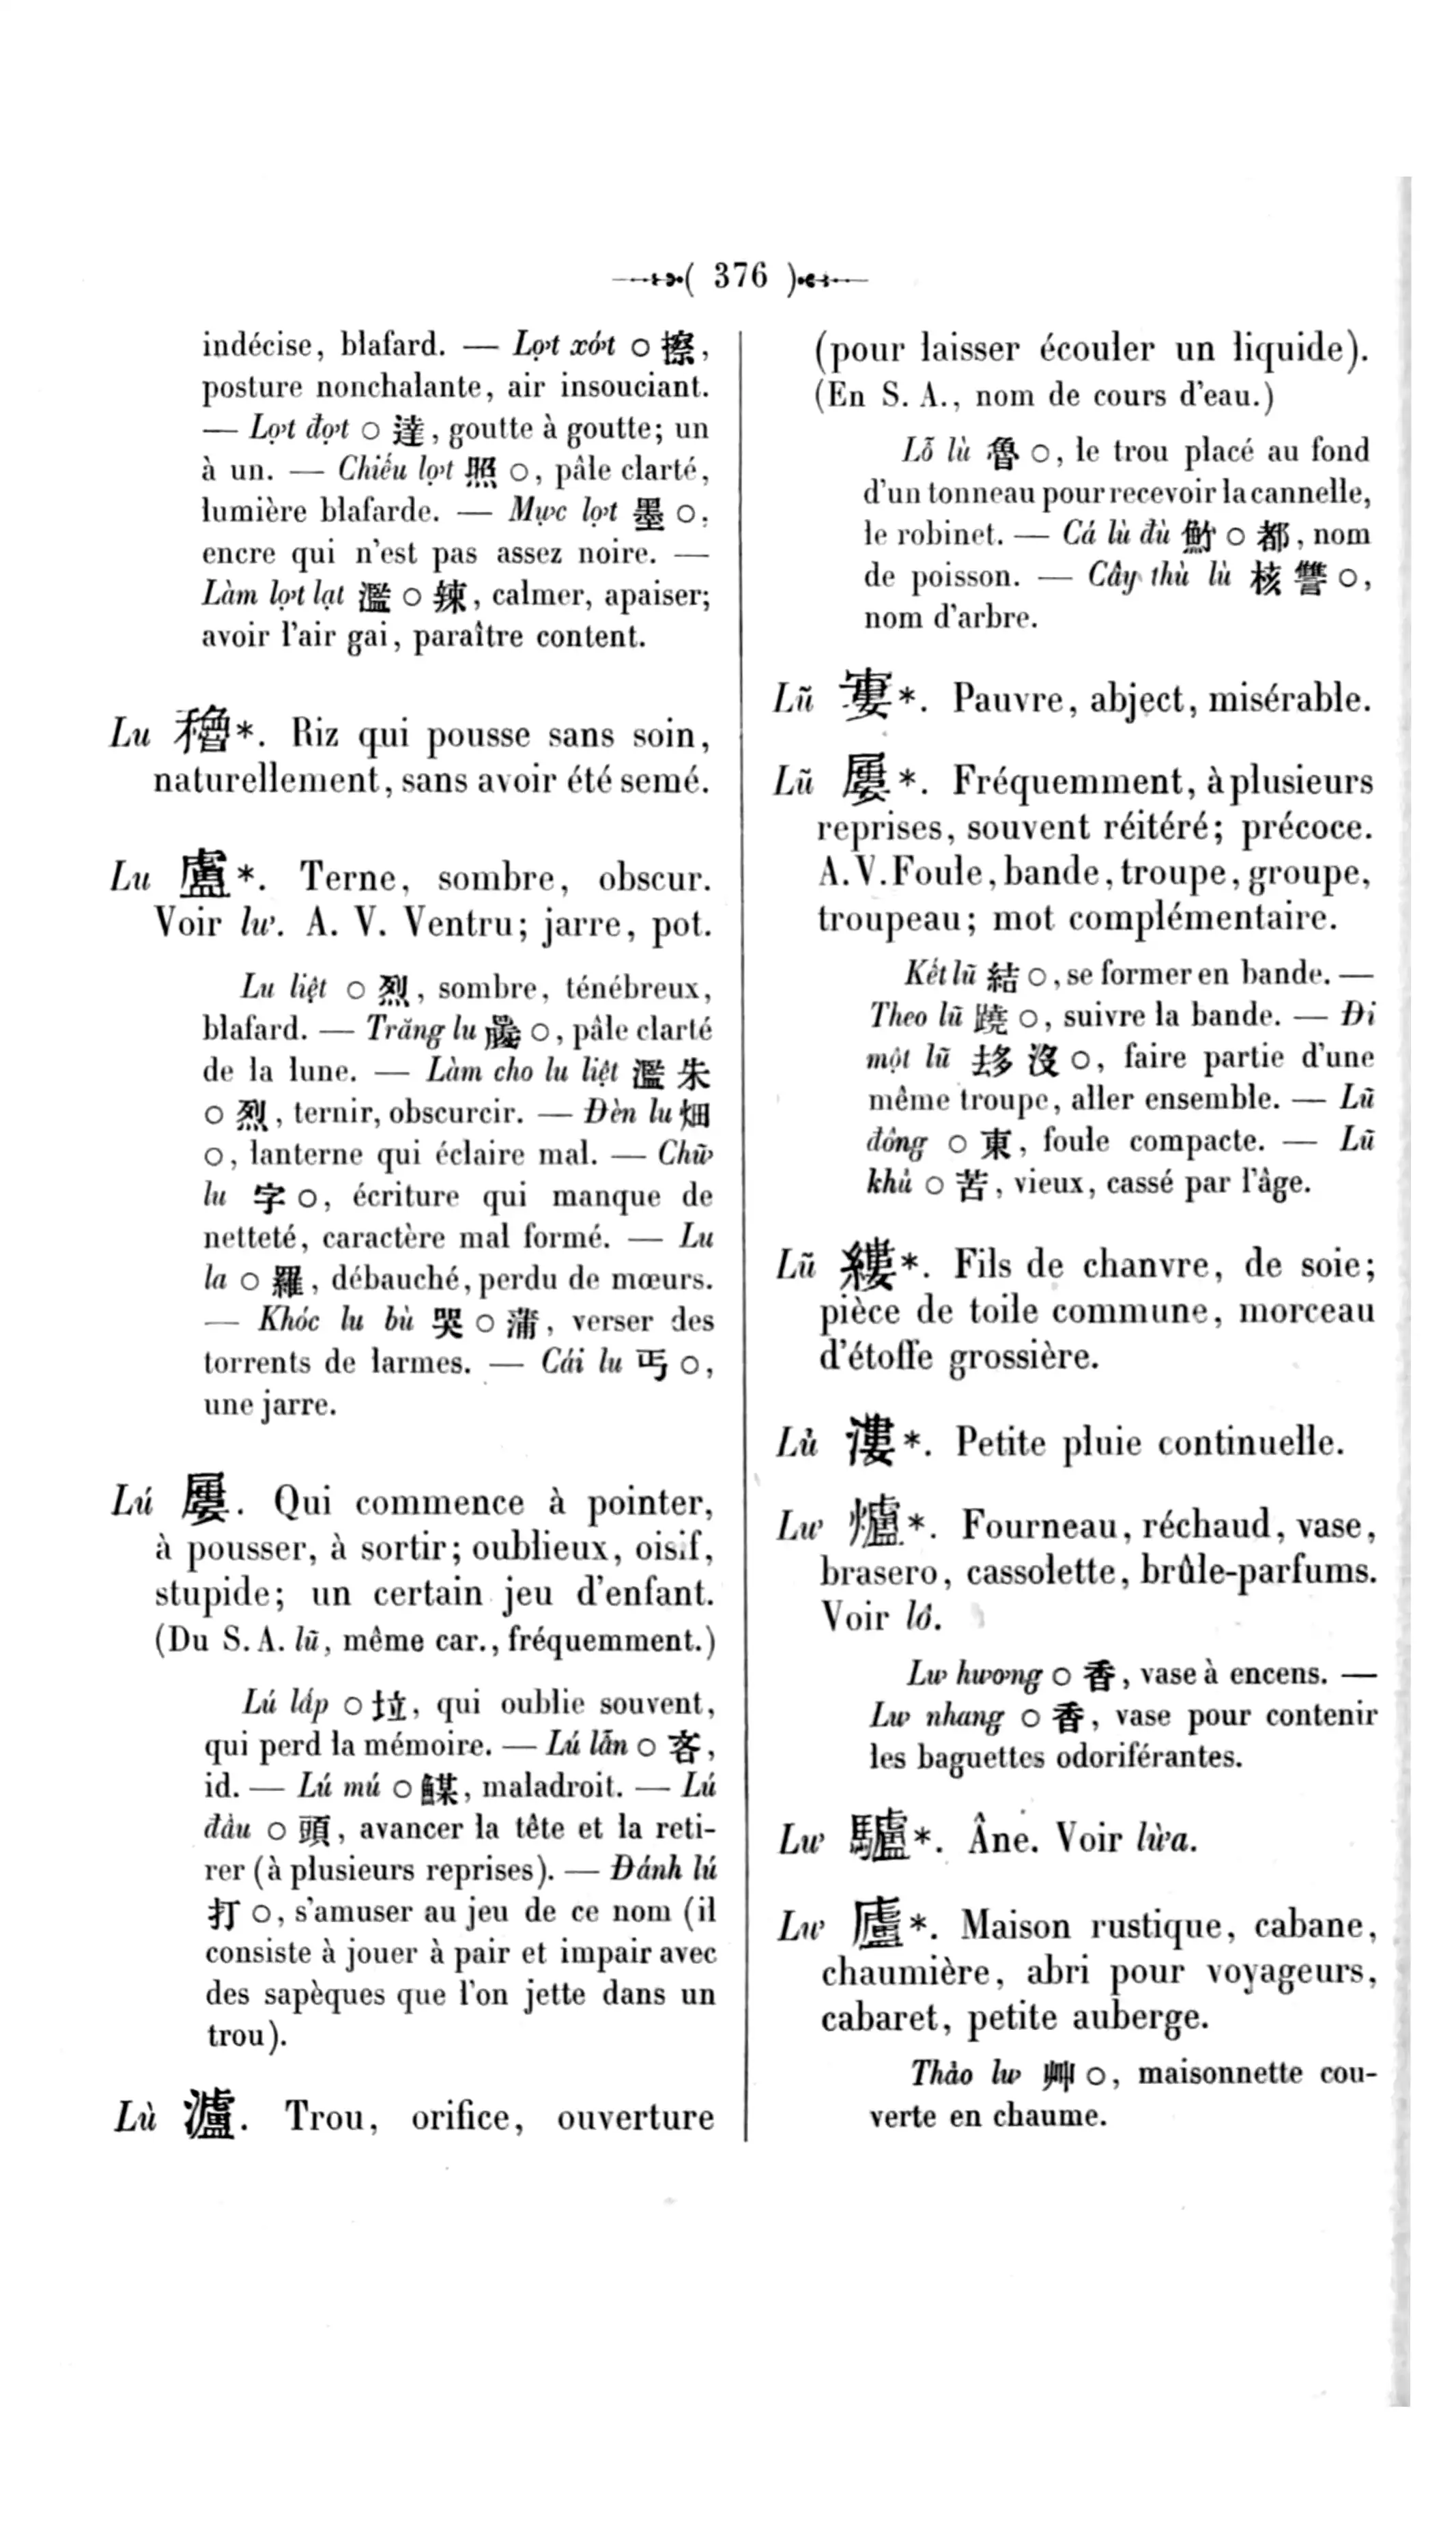 ( 376 )
indécise, blafard. — Lợt xớt ○ 擦,
posture nonchalante, air insouciant.
— Lợt đợt ○ 達, goutte à goutte; un
à un. — Chiếu lợt 照 ○, pâle clarté,
lumière blafarde. — Mực lợt 墨 ○,
encre qui n'est pas assez noire. —
Làm lợt lạt 濫 ○ 辣, calmer, apaiser;
avoir l'air gai, paraître content.
Lu 穭*. Riz qui pousse sans soin,
naturellement, sans avoir été semé.
Lu 盧*. Terne, sombre, obscur.
Voir lư. A. V. Ventru; jarre, pot.
Lu liệt ○ 烈, sombre, ténébreux,
blafard. — Trăng lu ○, pâle clarté
de la lune. — Làm cho lu liệt 濫 朱
○ 烈, ternir, obscurcir. — Đèn lu 畑
○, lanterne qui éclaire mal. — Chữ
lu 字 ○, écriture qui manque de
netteté, caractère mal formé. — Lu
la ○ 羅, débauché, perdu de mœurs.
— Khóc lu bù 哭 ○ 蒲, verser des
torrents de larmes. — Cái lu 丐 ○,
une jarre.
Lú 屢. Qui commence à pointer,
à pousser, à sortir; oublieux, oisif,
stupide; un certain jeu d'enfant.
(Du S. A. lũ, même car., fréquemment.)
Lú lấp ○ 垃, qui oublie souvent,
qui perd la mémoire. — Lú lẫn ○ 吝,
id. — Lú mú ○, maladroit. — Lú
đầu ○ 頭, avancer la tête et la reti-
rer (à plusieurs reprises). — Đánh lú
打 ○, s'amuser au jeu de ce nom (il
consiste à jouer à pair et impair avec
des sapèques que l'on jette dans un
trou).
Lù 瀘. Trou, orifice, ouverture
(pour laisser écouler un liquide).
(En S. A., nom de cours d'eau.)
Lỗ lù 魯 ○, le trou placé au fond
d'un tonneau pour recevoir la cannelle,
le robinet. — Cá lù đù ○ 都, nom
de poisson. — Cây thù lù 核 讐 ○,
nom d'arbre.
Lũ 寠*. Pauvre, abject, misérable.
Lũ 屢*. Fréquemment, à plusieurs
reprises, souvent réitéré; précoce.
A. V. Foule, bande, troupe, groupe,
troupeau; mot complémentaire.
Kết lũ 結 ○, se former en bande. —
Theo lũ 蹺 ○, suivre la bande. — Đi
một lũ 𠫾 沒 ○, faire partie d'une
même troupe, aller ensemble. — Lũ
đông ○ 東, foule compacte. — Lũ
khủ ○ 苦, vieux, cassé par l'âge.
Lũ 縷*. Fils de chanvre, de soie;
pièce de toile commune, morceau
d'étoffe grossière.
Lủ 漊*. Petite pluie continuelle.
Lư 爐*. Fourneau, réchaud, vase,
brasero, cassolette, brûle-parfums.
Voir lô.
Lư hương ○ 香, vase à encens. —
Lư nhang ○ 香, vase pour contenir
les baguettes odoriférantes.
Lư 驢*. Âne. Voir lừa.
Lư 廬*. Maison rustique, cabane,
chaumière, abri pour voyageurs,
cabaret, petite auberge.
Thảo lư 艸 ○, maisonnette cou-
verte en chaume.